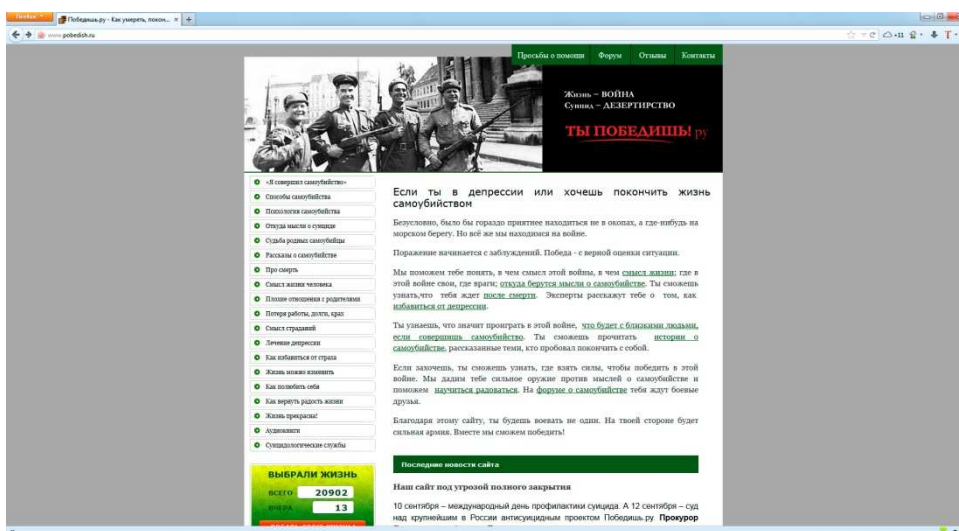 Победишь.ру - Как умереть, покон...
www.pobedish.ru
+11
Просьбы о помощи Форум Отзывы Контакты
Жизнь – ВОЙНА
Суицид – ДЕЗЕРТИРСТВО
ТЫ ПОБЕДИШЬ! ру
«Я совершил самоубийство»
Способы самоубийства
Психология самоубийства
Откуда мысли о суициде
Судьба родных самоубийцы
Рассказы о самоубийстве
Про смерть
Смысл жизни человека
Плохие отношения с родителями
Потеря работы, долги, крах
Смысл страданий
Лечение депрессии
Как избавиться от страха
Жизнь можно изменить
Как полюбить себя
Как вернуть радость жизни
Жизнь прекрасна!
Аудиокниги
Суицидологические службы
ВЫБРАЛИ ЖИЗНЬ
ВСЕГО 20902
ВЧЕРА 13
Если ты в депрессии или хочешь покончить жизнь
самоубийством
Безусловно, было бы гораздо приятнее находиться не в окопах, а где-нибудь на
морском берегу. Но всё же мы находимся на войне.
Поражение начинается с заблуждений. Победа - с верной оценки ситуации.
Мы поможем тебе понять, в чем смысл этой войны, в чем смысл жизни; где в
этой войне свои, где враги; откуда берутся мысли о самоубийстве. Ты сможешь
узнать,что тебя ждет после смерти. Эксперты расскажут тебе о том, как
избавиться от депрессии.
Ты узнаешь, что значит проиграть в этой войне, что будет с близкими людьми,
если совершишь самоубийство. Ты сможешь прочитать истории о
самоубийстве, рассказанные теми, кто пробовал покончить с собой.
Если захочешь, ты сможешь узнать, где взять силы, чтобы победить в этой
войне. Мы дадим тебе сильное оружие против мыслей о самоубийстве и
поможем научиться радоваться. На форуме о самоубийстве тебя ждут боевые
друзья.
Благодаря этому сайту, ты будешь воевать не один. На твоей стороне будет
сильная армия. Вместе мы сможем победить!
Последние новости сайта
Наш сайт под угрозой полного закрытия
10 сентября – международный день профилактики суицида. А 12 сентября – суд
над крупнейшим в России антисуицидным проектом Победишь.ру. Прокурор